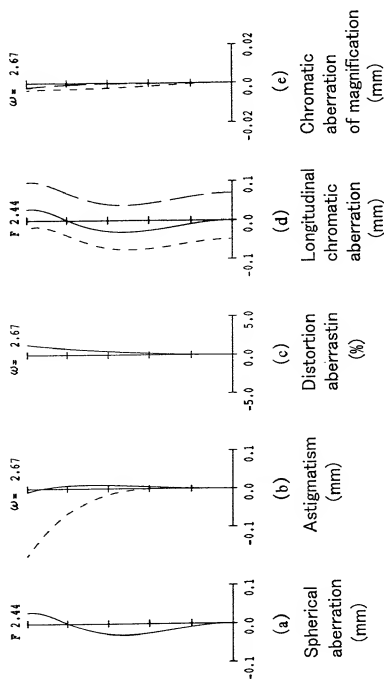 F 2.44
-0.1 0.0 0.1
(a)
Spherical
aberration
(mm)
ω= 2.67
-0.1 0.0 0.1
(b)
Astigmatism
(mm)
ω= 2.67
-5.0 0.0 5.0
(c)
Distortion
aberrastin
(%)
F 2.44
-0.1 0.0 0.1
(d)
Longitudinal
chromatic
aberration
(mm)
ω= 2.67
-0.02 0.0 0.02
(e)
Chromatic
aberration
of magnification
(mm)